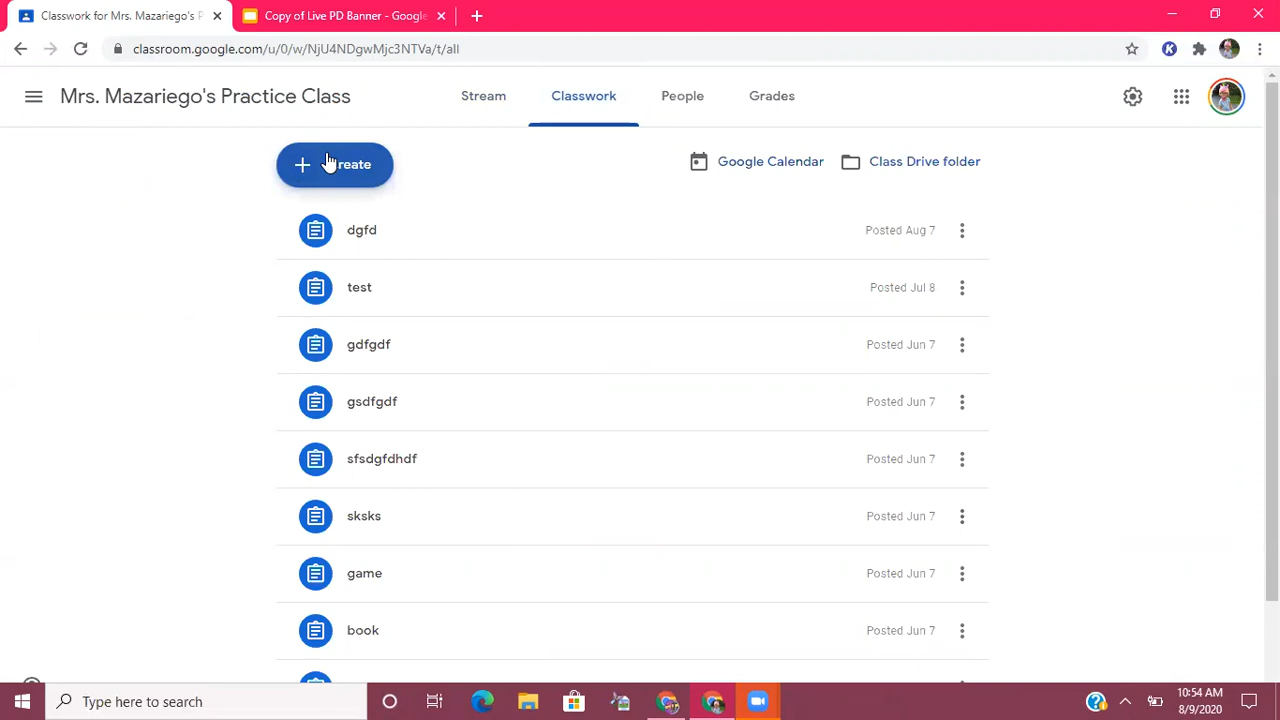 Classwork for Mrs. Mazariego's P
Copy of Live PD Banner - Google
classroom.google.com/u/0/w/NjU4NDgwMjc3NTVa/t/all
Mrs. Mazariego's Practice Class
Stream
Classwork
People
Grades
Create
Google Calendar
Class Drive folder
dgfd
Posted Aug 7
test
Posted Jul 8
gdfgdf
Posted Jun 7
gsdfgdf
Posted Jun 7
sfsdgfdhdf
Posted Jun 7
sksks
Posted Jun 7
game
Posted Jun 7
book
Posted Jun 7
Type here to search
10:54 AM
8/9/2020